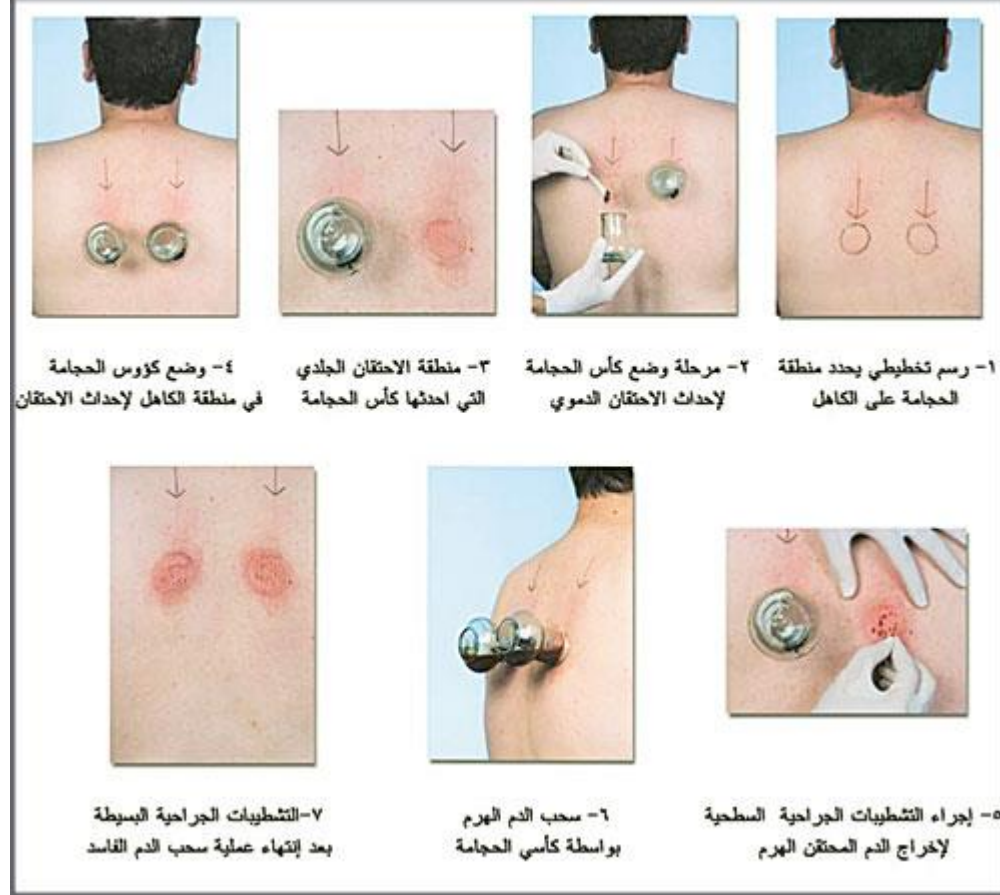 ١- رسم تخطيطي يحدد منطقة
الحجامة على الكاهل
٢- مرحلة وضع كأس الحجامة
لإحداث الاحتقان الدموي
٣- منطقة الاحتقان الجلدي
التي احدثها كأس الحجامة
٤- وضع كؤوس الحجامة
في منطقة الكاهل لإحداث الاحتقان
٥- إجراء التشطيبات الجراحية السطحية
لإخراج الدم المحتقن الهرم
٦- سحب الدم الهرم
بواسطة كأسي الحجامة
٧-التشطيبات الجراحية البسيطة
بعد إنتهاء عملية سحب الدم الفاسد